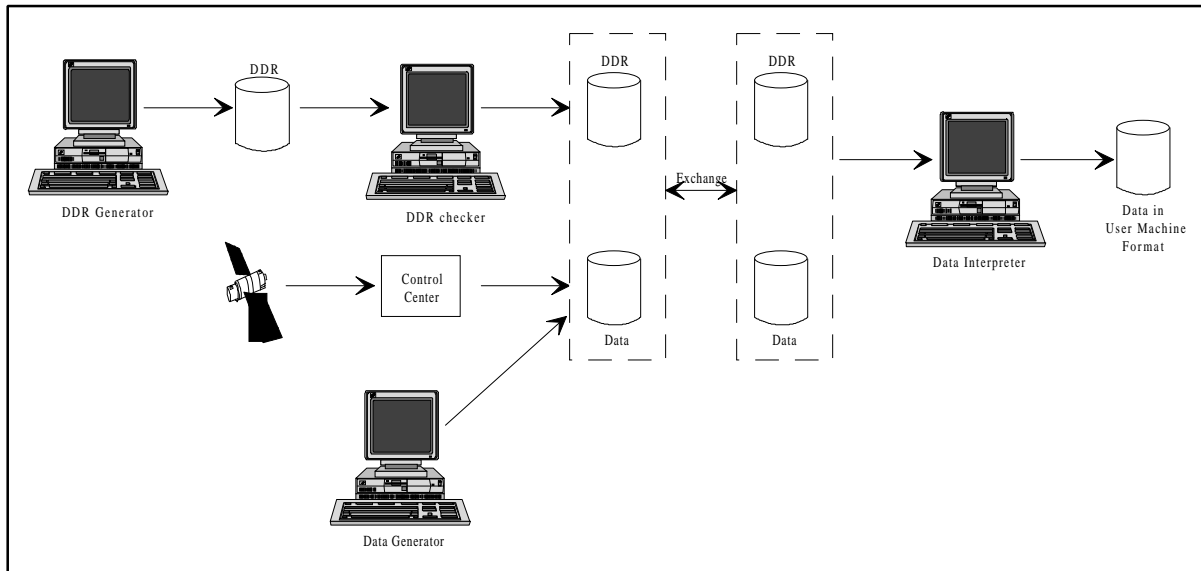 DDR
DDR
DDR
DDR Generator
DDR checker
Exchange
Data in
User Machine
Format
Data Interpreter
Control
Center
Data
Data
Data Generator